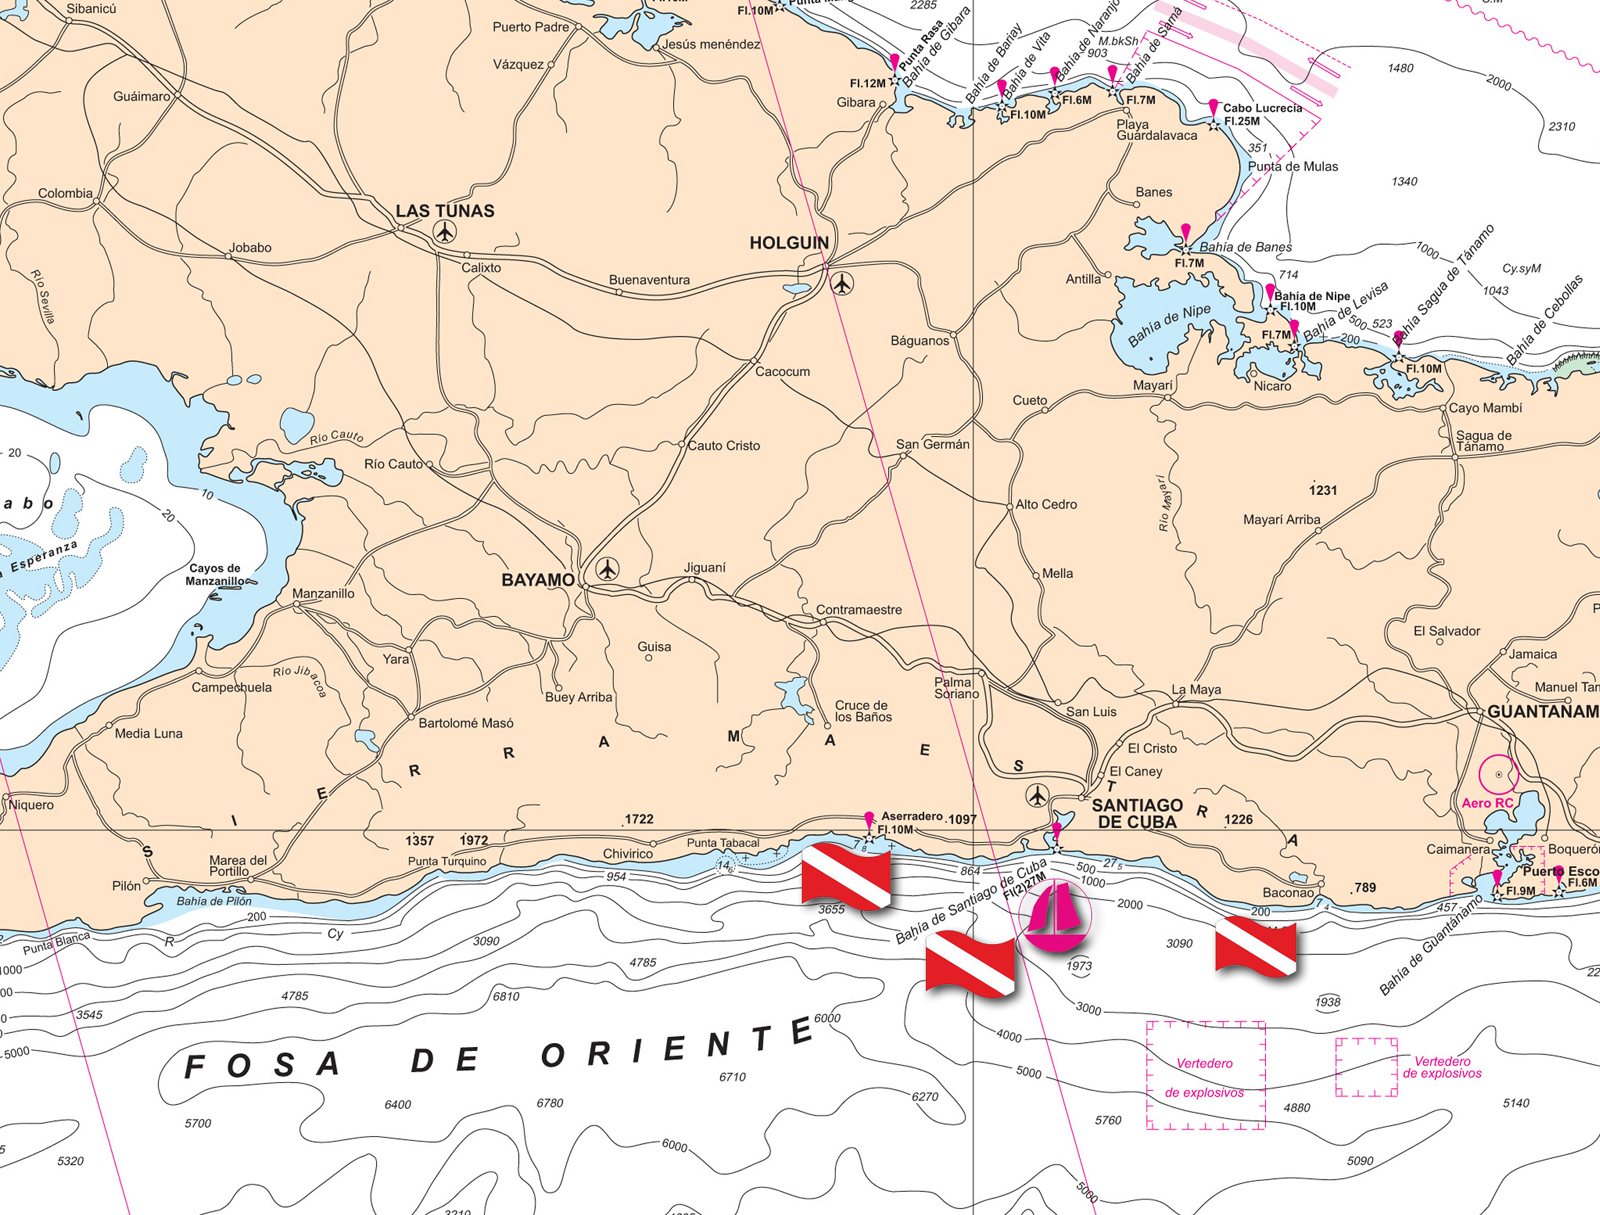 Sibanicú
Puerto Padre
Jesús menéndez
Vázquez
Guáimaro
Fl.10M
2285
Punta Rasa
Bahía de Gibara
Fl.12M
Gibara
Bahía de Bariay
Bahía de Vita
Bahía de Naranjo
Bahía de Samá
M.bkSh
903
Fl.10M
Fl.6M
Fl.7M
Cabo Lucrecia
Fl.25M
1480
2000
2310
Playa
Guardalavaca
351
Punta de Mulas
1340
Colombia
LAS TUNAS
Banes
Jobabo
Calixto
HOLGUIN
Bahía de Banes
Fl.7M
1000
Cy.syM
1043
Río Sevilla
Buenaventura
Antilla
714
Bahía de Nipe
Fl.10M
Bahía de Nipe
Fl.7M
Bahía de Levisa
500
523
200
Bahía Sagua de Tánamo
Bahía de Cebollas
Fl.10M
Báguanos
Cacocum
Mayarí
Nicaro
Cueto
Cayo Mambí
Río Cauto
Cauto Cristo
San Germán
Sagua de
Tánamo
Río Cauto
20
10
20
a b o
Esperanza
1231
Alto Cedro
Río Mayarí
Mayarí Arriba
Cayos de
Manzanillo
BAYAMO
Jiguaní
Mella
Manzanillo
Contramaestre
El Salvador
Guisa
Yara
Jamaica
Campechuela
Río Jibacoa
Buey Arriba
Palma
Soriano
La Maya
Manuel Tam
Bartolomé Masó
Cruce de
los Baños
San Luis
GUANTANAM
Media Luna
El Cristo
El Caney
SIERRA MAESTRA
Niquero
SANTIAGO
DE CUBA
Aero RC
Aserradero
.1097
Fl.10M
1357
1972
1722
1226
Punta Turquino
Chivirico
Punta Tabacal
Caimanera
Boquerón
Marea del
Portillo
Pilón
Bahía de Pilón
954
864
Bahía de Santiago de Cuba
Fl(2)27M
500
1000
2000
Baconao
.789
200
457
Puerto Esco
Fl.9M
Fl.6M
Bahía de Guantánamo
Punta Blanca
R
200
Cy
3655
3090
3090
1973
1938
1000
4785
4785
6810
3545
5000
3000
4000
5000
6000
FOSA DE ORIENTE
Vertedero
de explosivos
Vertedero
de explosivos
6710
6270
6780
6400
5700
5760
4880
5140
6000
5320
5090
5000
3210